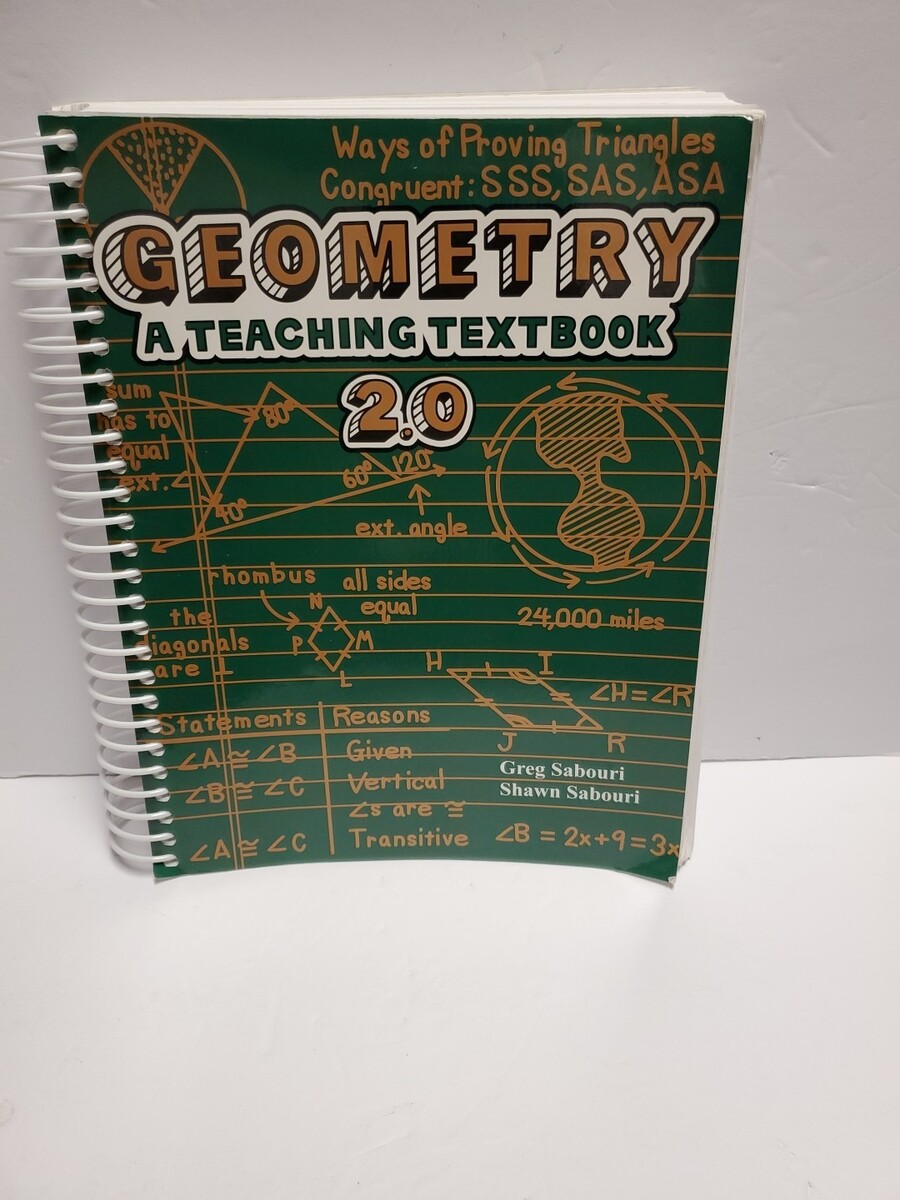 Ways of Proving Triangles
Congruent: SSS, SAS, ASA
GEOMETRY
A TEACHING TEXTBOOK
2.0
sum
has to
equal
ext. ∠
80°
60°
120°
40°
ext. angle
24,000 miles
rhombus
all sides
equal
the
diagonals
are ⊥
N
P
M
L
H
I
J
R
∠H = ∠R
Statements
Reasons
∠A ≅ ∠B
Given
∠B ≅ ∠C
Vertical
∠s are ≅
∠A ≅ ∠C
Transitive
Greg Sabouri
Shawn Sabouri
∠B = 2x+9 = 3x